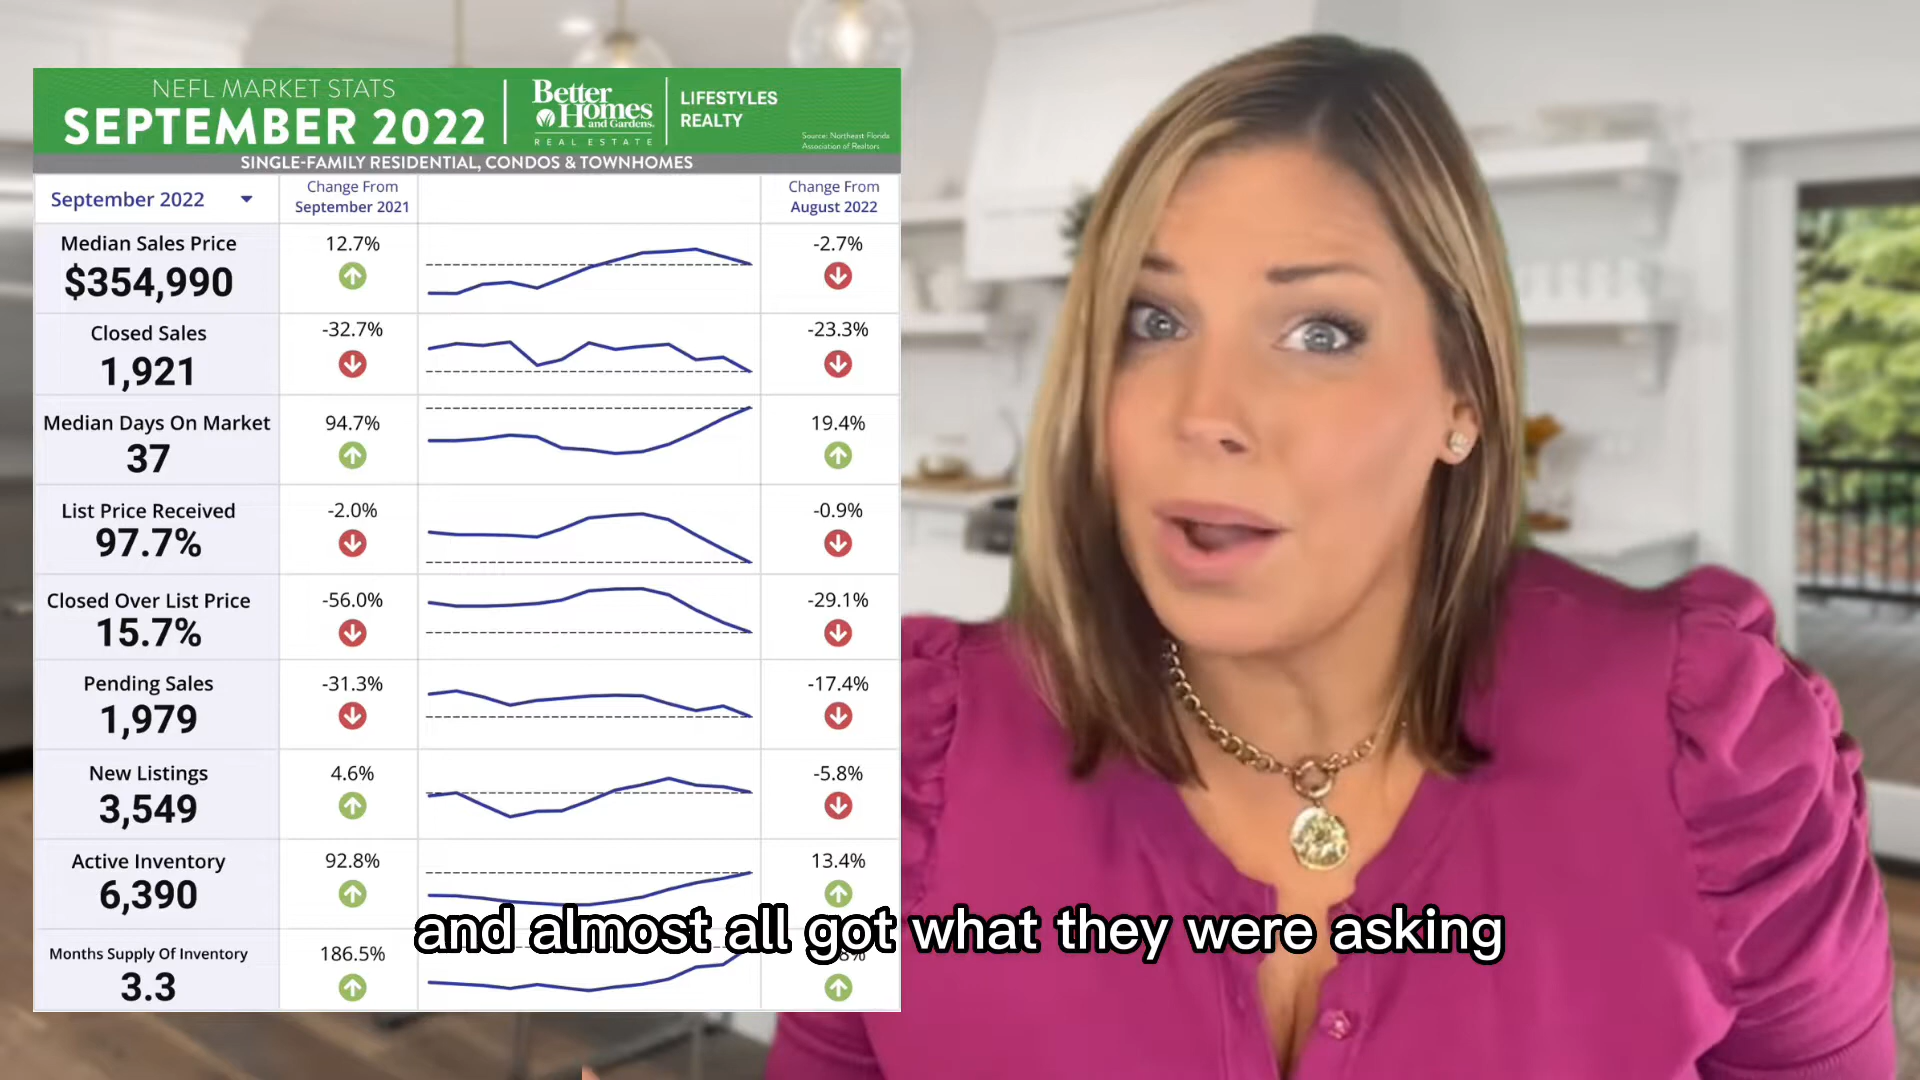 NEFL MARKET STATS
SEPTEMBER 2022
Better
Homes
and Gardens.
REAL ESTATE
LIFESTYLES
REALTY
Source: Northeast Florida
Association of Realtors
SINGLE-FAMILY RESIDENTIAL, CONDOS & TOWNHOMES
September 2022
Change From
September 2021
Change From
August 2022
Median Sales Price
$354,990
12.7%
-2.7%
Closed Sales
1,921
-32.7%
-23.3%
Median Days On Market
37
94.7%
19.4%
List Price Received
97.7%
-2.0%
-0.9%
Closed Over List Price
15.7%
-56.0%
-29.1%
Pending Sales
1,979
-31.3%
-17.4%
New Listings
3,549
4.6%
-5.8%
Active Inventory
6,390
92.8%
13.4%
and almost all got what they were asking
Months Supply Of Inventory
3.3
186.5%